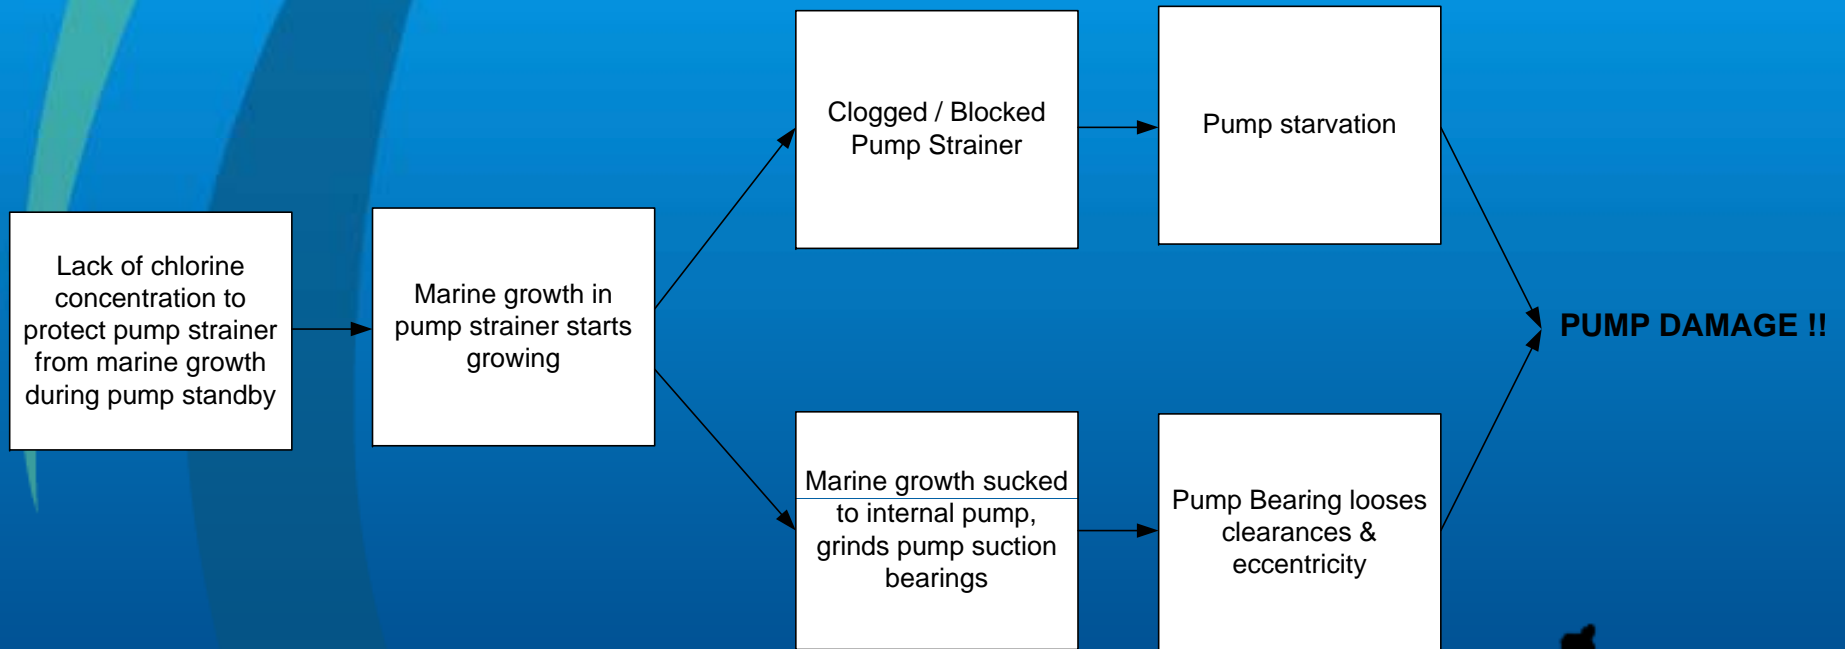 Lack of chlorine
concentration to
protect pump strainer
from marine growth
during pump standby
Marine growth in
pump strainer starts
growing
Clogged / Blocked
Pump Strainer
Pump starvation
Marine growth sucked
to internal pump,
grinds pump suction
bearings
Pump Bearing looses
clearances &
eccentricity
PUMP DAMAGE !!